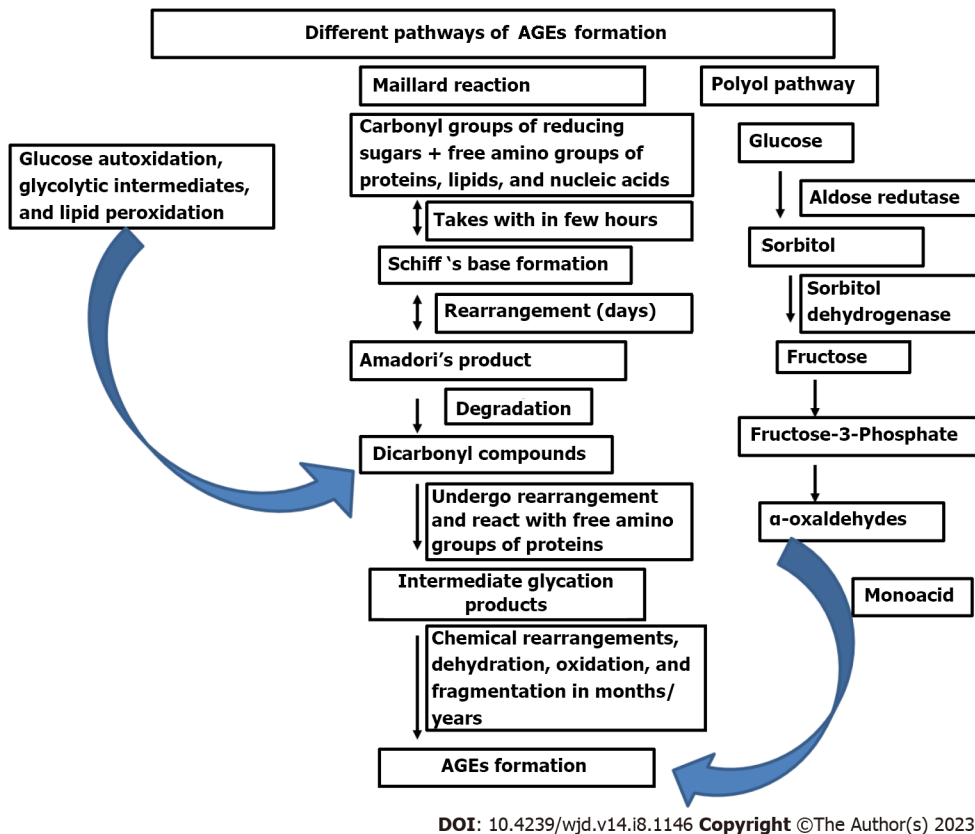 Different pathways of AGEs formation
Maillard reaction
Polyol pathway
Glucose autoxidation,
glycolytic intermediates,
and lipid peroxidation
Carbonyl groups of reducing
sugars + free amino groups of
proteins, lipids, and nucleic acids
Takes with in few hours
Schiff ‘s base formation
Rearrangement (days)
Amadori’s product
Degradation
Dicarbonyl compounds
Undergo rearrangement
and react with free amino
groups of proteins
Intermediate glycation
products
Chemical rearrangements,
dehydration, oxidation, and
fragmentation in months/
years
AGEs formation
Glucose
Aldose redutase
Sorbitol
Sorbitol
dehydrogenase
Fructose
Fructose-3-Phosphate
α-oxaldehydes
Monoacid
DOI: 10.4239/wjd.v14.i8.1146 Copyright ©The Author(s) 2023